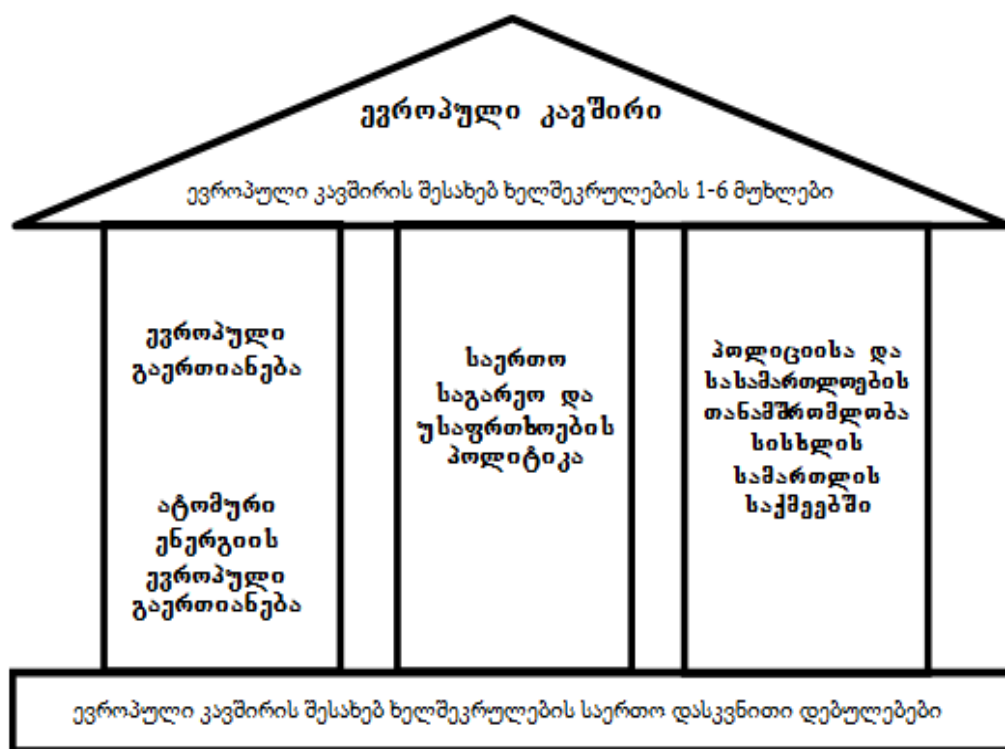 ევროპული კავშირი
ევროპული კავშირის შესახებ ხელშეკრულების 1-6 მუხლები
ევროპული
გაერთიანება
ატომური
ენერგიის
ევროპული
გაერთიანება
საერთო
საგარეო და
უსაფრთხოების
პოლიტიკა
პოლიციისა და
სასამართლოების
თანამშრომლობა
სისხლის
სამართლის
საქმეებში
ევროპული კავშირის შესახებ ხელშეკრულების საერთო დასკვნითი დებულებები